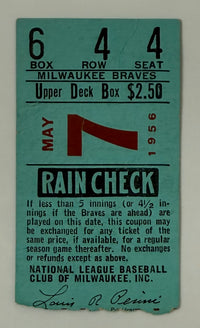 6 4 4
BOX ROW SEAT
MILWAUKEE BRAVES
Upper Deck Box $2.50
MAY 7 1956
RAIN CHECK
If less than 5 innings (or 4½ in-
nings if the Braves are ahead) are
played on this date, this coupon may
be exchanged for any ticket of the
same price, if available, for a regular
season game thereafter. No exchanges
or refunds except as above.
NATIONAL LEAGUE BASEBALL
CLUB OF MILWAUKEE, INC.
Louis R. Perini